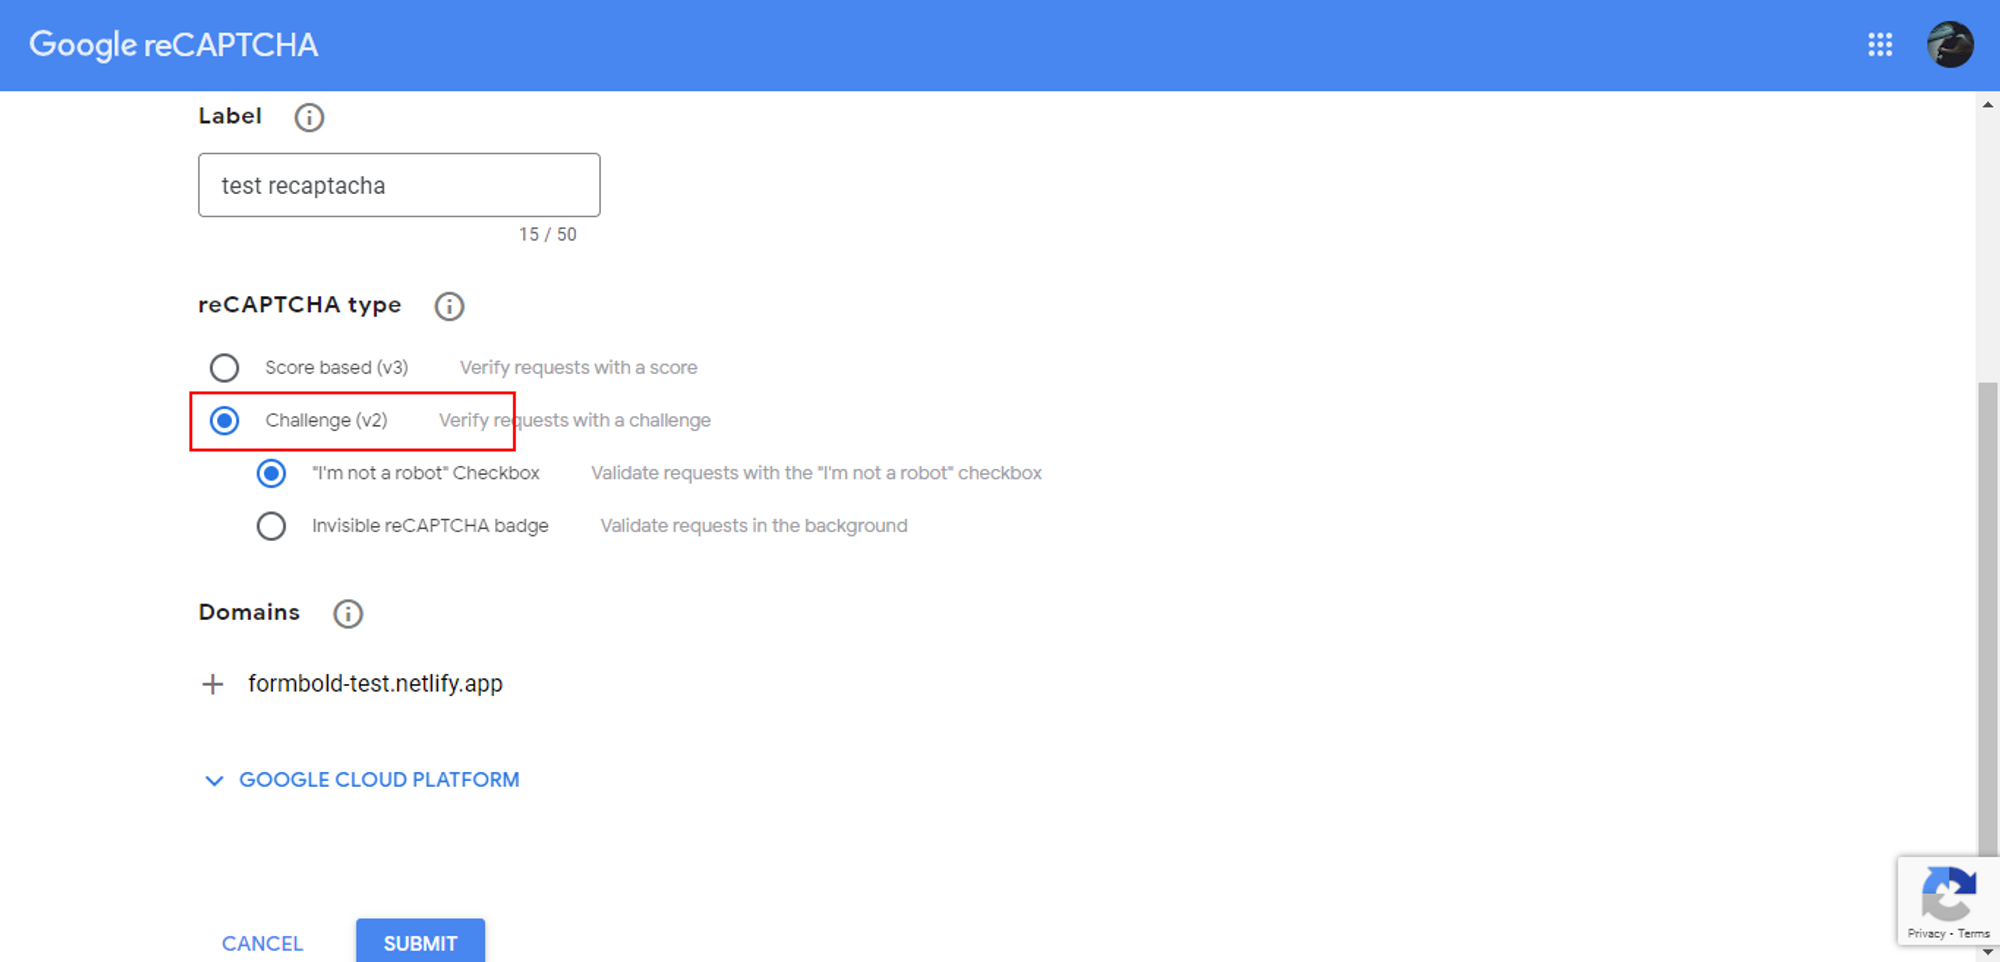 Google reCAPTCHA
Label
test recaptacha
15 / 50
reCAPTCHA type
Score based (v3) Verify requests with a score
Challenge (v2) Verify requests with a challenge
"I'm not a robot" Checkbox Validate requests with the "I'm not a robot" checkbox
Invisible reCAPTCHA badge Validate requests in the background
Domains
formbold-test.netlify.app
GOOGLE CLOUD PLATFORM
CANCEL SUBMIT
Privacy - Terms